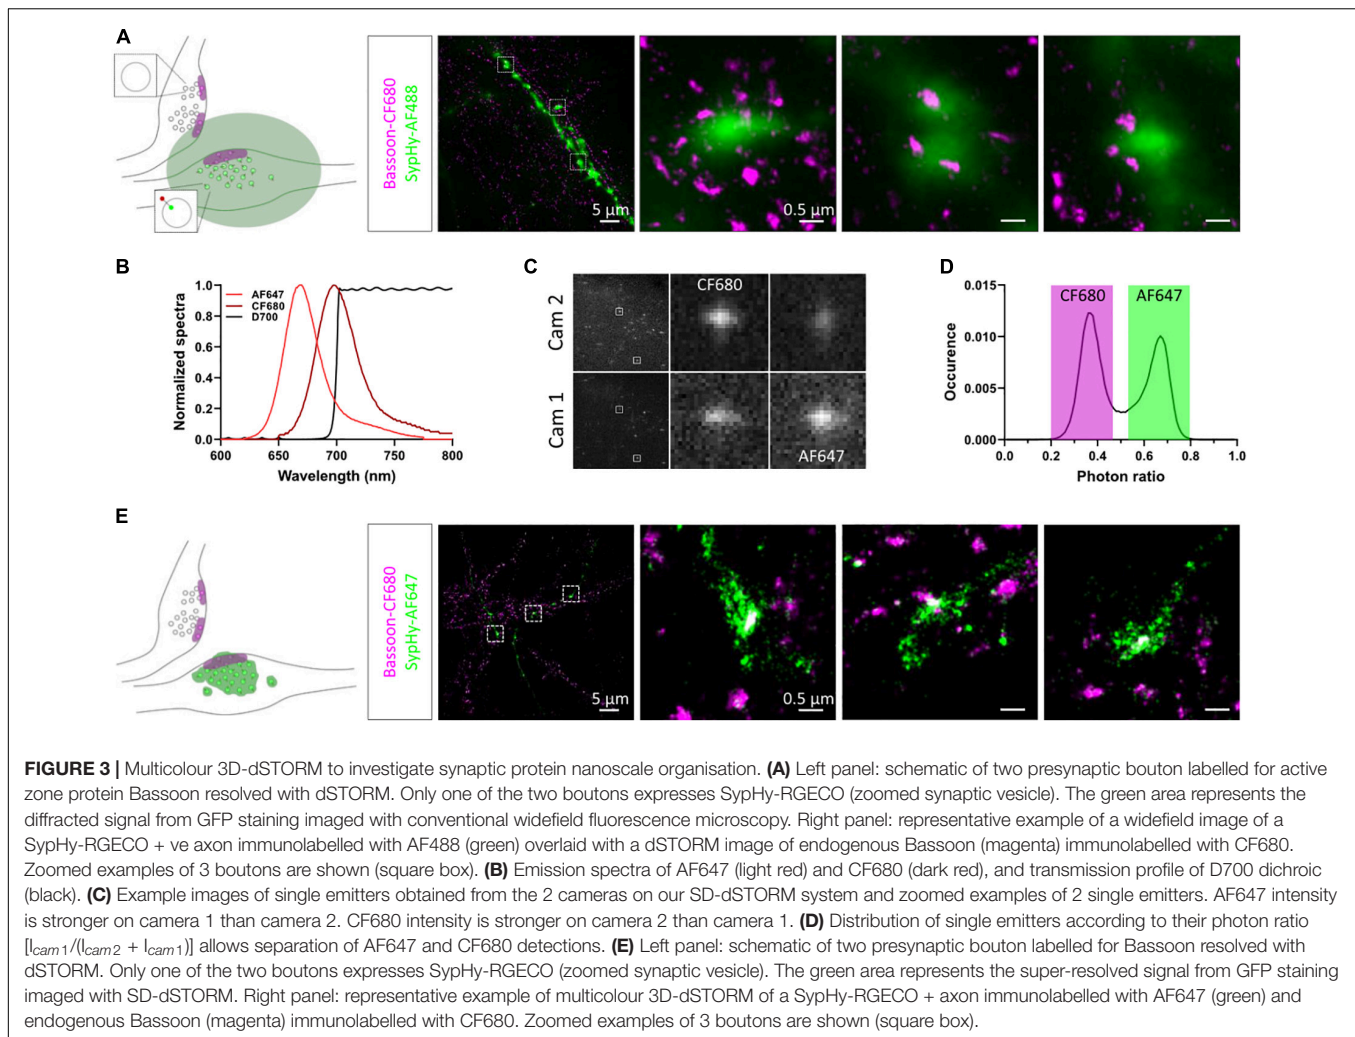 A
Bassoon-CF680
SypHy-AF488
5 µm
0.5 µm
B
Normalized spectra
1.0
0.8
0.6
0.4
0.2
0.0
AF647
CF680
D700
600
650
700
750
800
Wavelength (nm)
C
Cam 2
Cam 1
CF680
AF647
D
Occurence
0.015
0.010
0.005
0.000
CF680
AF647
0.0
0.2
0.4
0.6
0.8
1.0
Photon ratio
E
Bassoon-CF680
SypHy-AF647
5 µm
0.5 µm
FIGURE 3 | Multicolour 3D-dSTORM to investigate synaptic protein nanoscale organisation. (A) Left panel: schematic of two presynaptic bouton labelled for active
zone protein Bassoon resolved with dSTORM. Only one of the two boutons expresses SypHy-RGECO (zoomed synaptic vesicle). The green area represents the
diffracted signal from GFP staining imaged with conventional widefield fluorescence microscopy. Right panel: representative example of a widefield image of a
SypHy-RGECO + ve axon immunolabelled with AF488 (green) overlaid with a dSTORM image of endogenous Bassoon (magenta) immunolabelled with CF680.
Zoomed examples of 3 boutons are shown (square box). (B) Emission spectra of AF647 (light red) and CF680 (dark red), and transmission profile of D700 dichroic
(black). (C) Example images of single emitters obtained from the 2 cameras on our SD-dSTORM system and zoomed examples of 2 single emitters. AF647 intensity
is stronger on camera 1 than camera 2. CF680 intensity is stronger on camera 2 than camera 1. (D) Distribution of single emitters according to their photon ratio
[Icam1/(Icam2 + Icam1)] allows separation of AF647 and CF680 detections. (E) Left panel: schematic of two presynaptic bouton labelled for Bassoon resolved with
dSTORM. Only one of the two boutons expresses SypHy-RGECO (zoomed synaptic vesicle). The green area represents the super-resolved signal from GFP staining
imaged with SD-dSTORM. Right panel: representative example of multicolour 3D-dSTORM of a SypHy-RGECO + axon immunolabelled with AF647 (green) and
endogenous Bassoon (magenta) immunolabelled with CF680. Zoomed examples of 3 boutons are shown (square box).